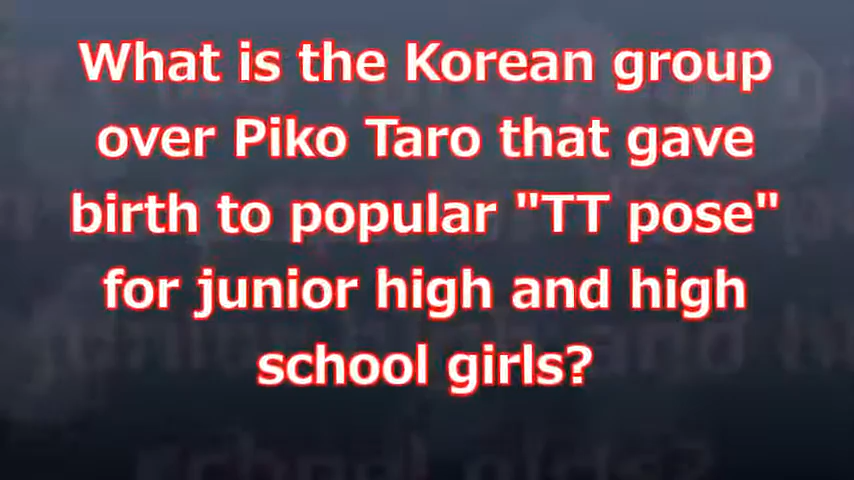 What is the Korean group
over Piko Taro that gave
birth to popular "TT pose"
for junior high and high
school girls?